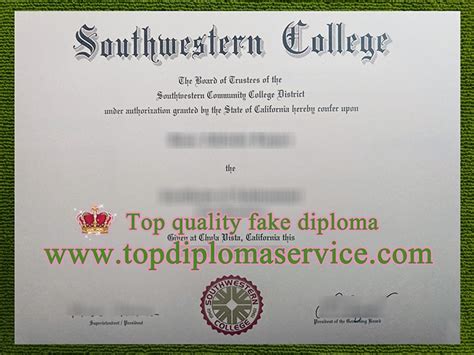 Southwestern College
The Board of Trustees of the
Southwestern Community College District
under authorization granted by the State of California hereby confer upon
the
Top quality fake diploma
Given at Chula Vista, California this
www.topdiplomaservice.com
SOUTHWESTERN
COLLEGE
Superintendent / President
President of the Governing Board